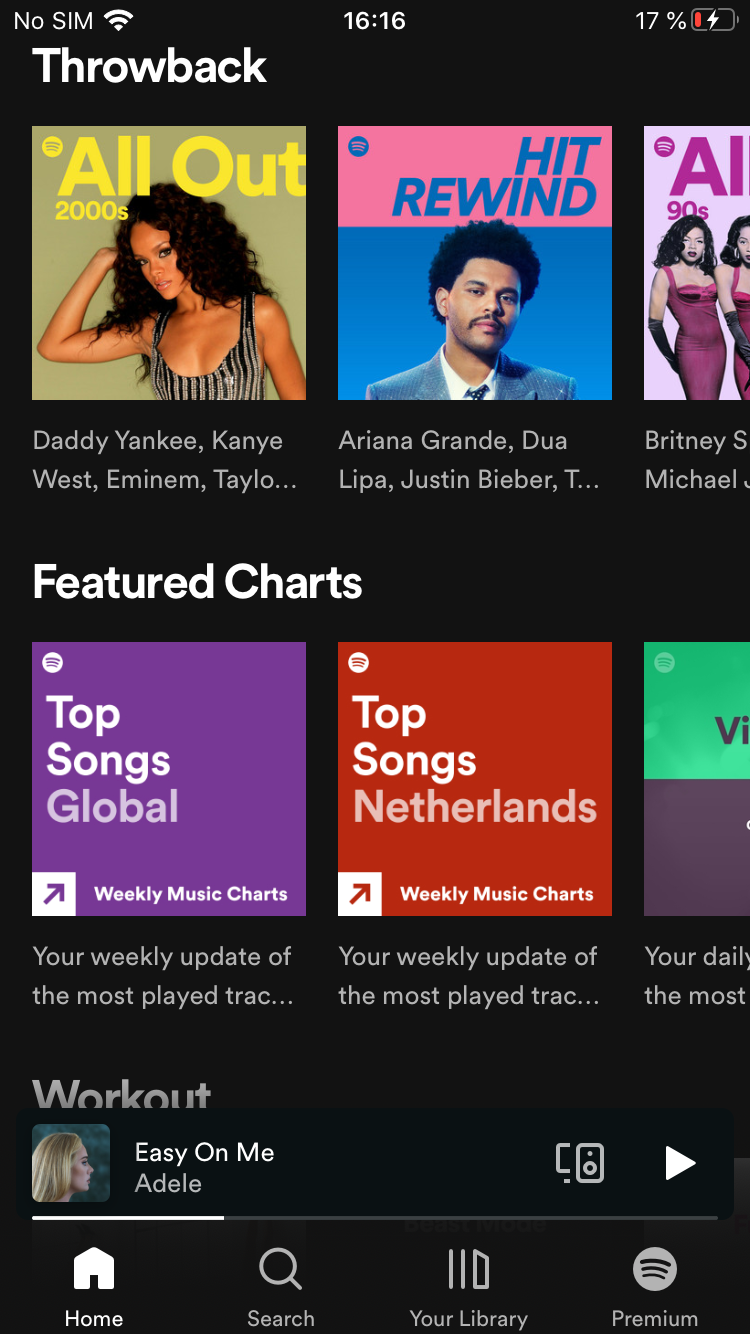 No SIM 16:16 17 %
Throwback
All Out
2000s
HIT
REWIND
All
90s
Daddy Yankee, Kanye
West, Eminem, Taylo...
Ariana Grande, Dua
Lipa, Justin Bieber, T...
Britney S
Michael J
Featured Charts
Top
Songs
Global
Weekly Music Charts
Top
Songs
Netherlands
Weekly Music Charts
Vi
Your weekly update of
the most played trac...
Your weekly update of
the most played trac...
Your daily
the most
Workout
Easy On Me
Adele
Beast Mode
Home
Search
Your Library
Premium